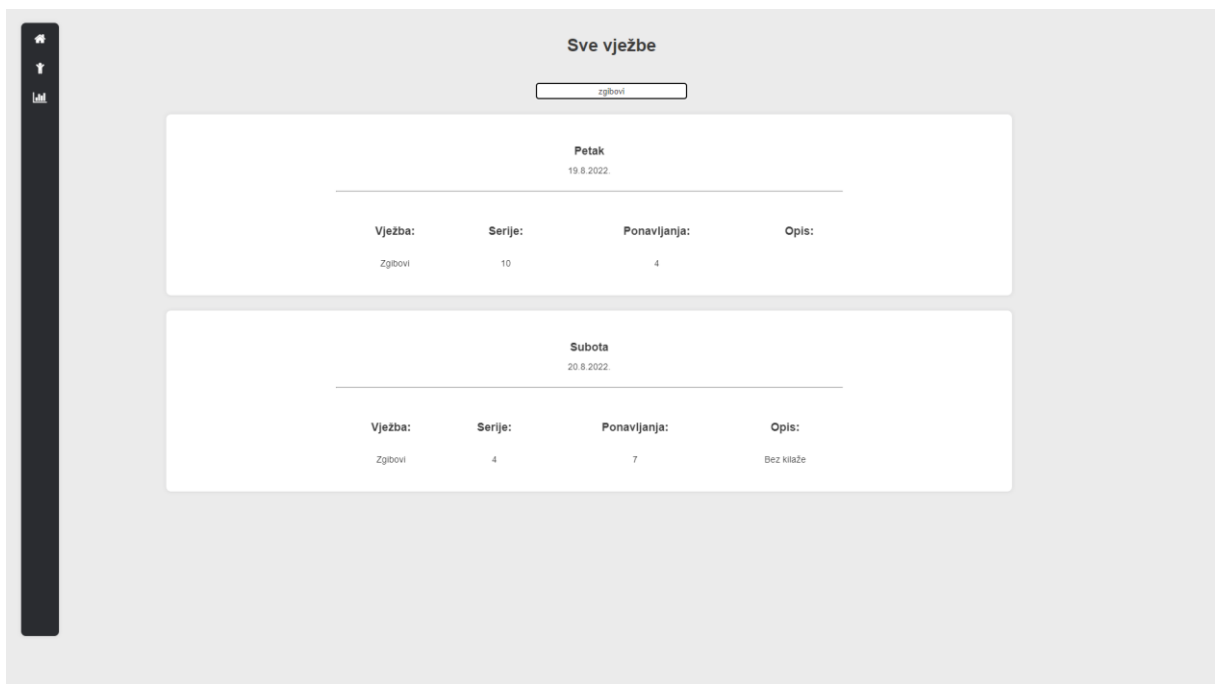 Sve vježbe
zgibovi
Petak
19.8.2022.
Vježba: Serije: Ponavljanja: Opis:
Zgibovi 10 4
Subota
20.8.2022.
Vježba: Serije: Ponavljanja: Opis:
Zgibovi 4 7 Bez kilaže